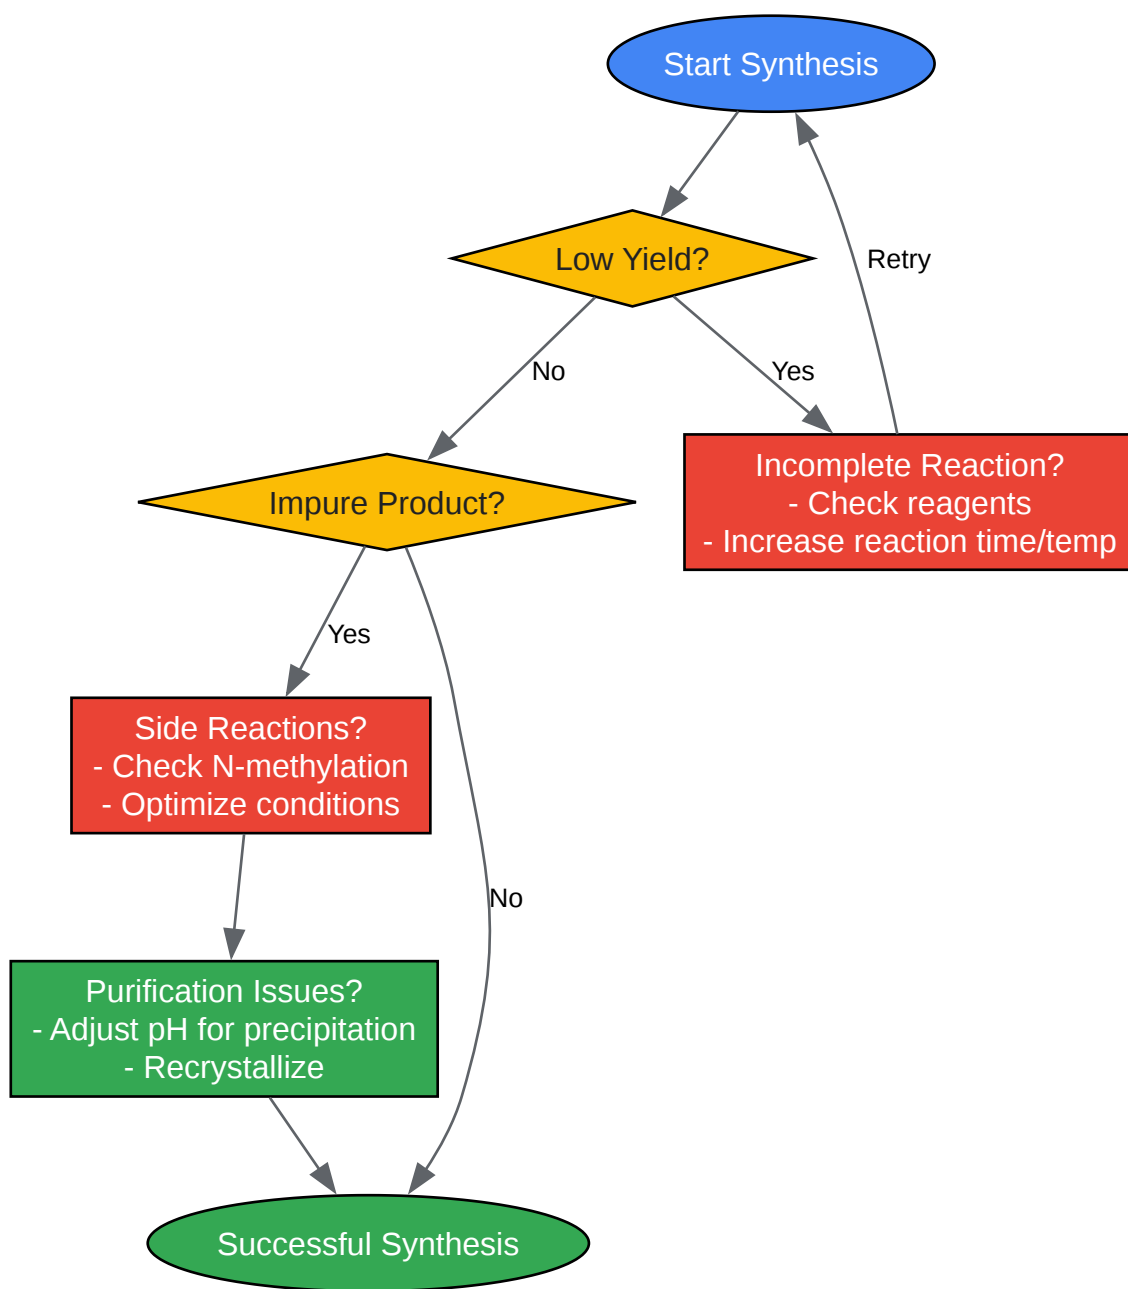 Start Synthesis
Low Yield?
Retry
No
Yes
Incomplete Reaction?
- Check reagents
- Increase reaction time/temp
Impure Product?
Yes
Side Reactions?
- Check N-methylation
- Optimize conditions
No
Purification Issues?
- Adjust pH for precipitation
- Recrystallize
Successful Synthesis